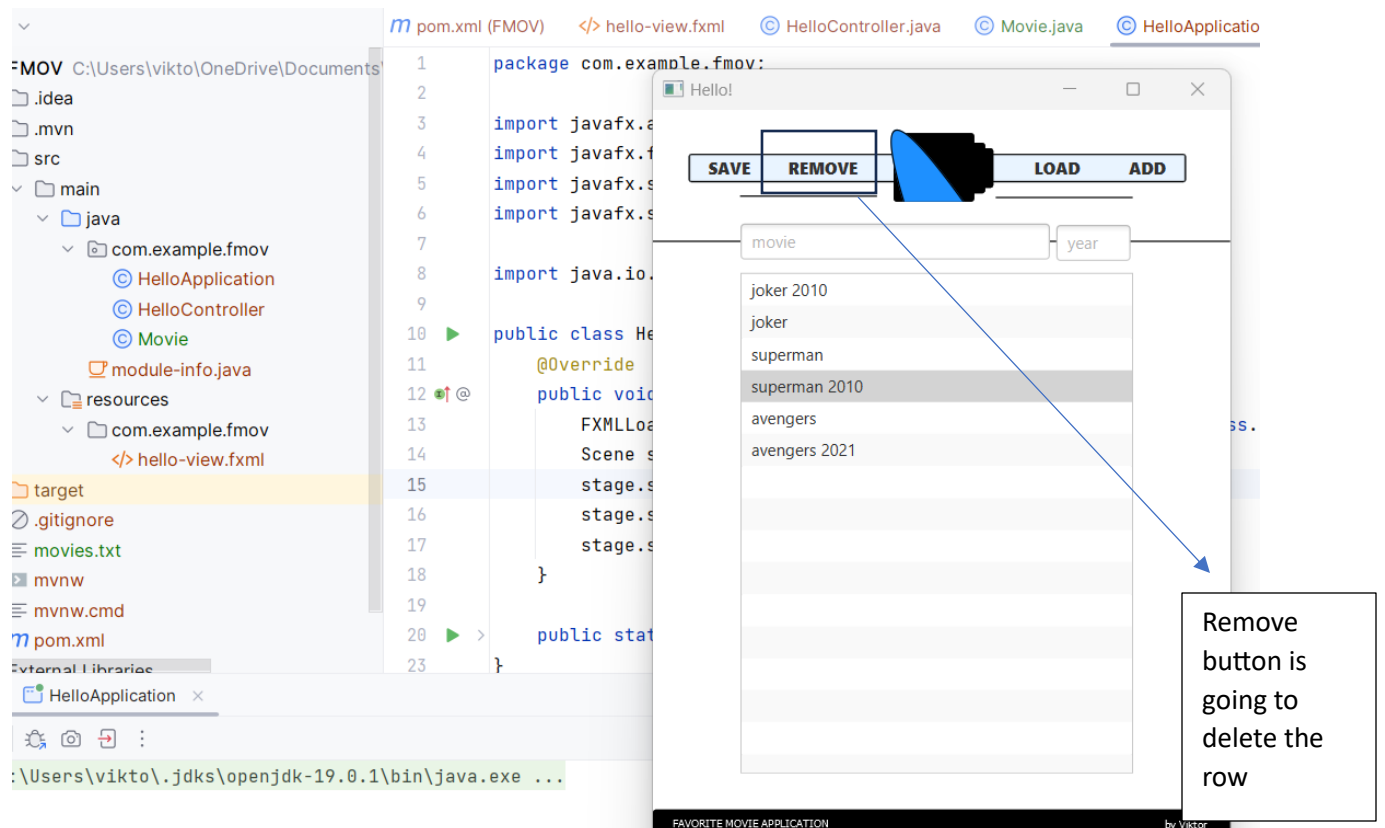 pom.xml (FMOV) hello-view.fxml HelloController.java Movie.java HelloApplicatio
FMOV C:\Users\vikto\OneDrive\Documents\
.idea
.mvn
src
main
java
com.example.fmov
HelloApplication
HelloController
Movie
module-info.java
resources
com.example.fmov
hello-view.fxml
target
.gitignore
movies.txt
mvnw
mvnw.cmd
pom.xml
External Libraries
1 package com.example.fmov;
2
3 import javafx.a
4 import javafx.f
5 import javafx.s
6 import javafx.s
7
8 import java.io.
9
10 public class He
11 @Override
12 public void
13 FXMLLoa ss.
14 Scene s
15 stage.s
16 stage.s
17 stage.s
18 }
19
20 public stat
23 }
Hello!
SAVE REMOVE LOAD ADD
movie year
joker 2010
joker
superman
superman 2010
avengers
avengers 2021
FAVORITE MOVIE APPLICATION by Viktor
Remove
button is
going to
delete the
row
HelloApplication
:\Users\vikto\.jdks\openjdk-19.0.1\bin\java.exe ...